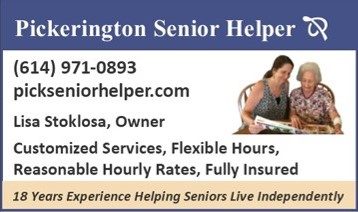 Pickerington Senior Helper
(614) 971-0893
pickseniorhelper.com
Lisa Stoklosa, Owner
Customized Services, Flexible Hours,
Reasonable Hourly Rates, Fully Insured
18 Years Experience Helping Seniors Live Independently